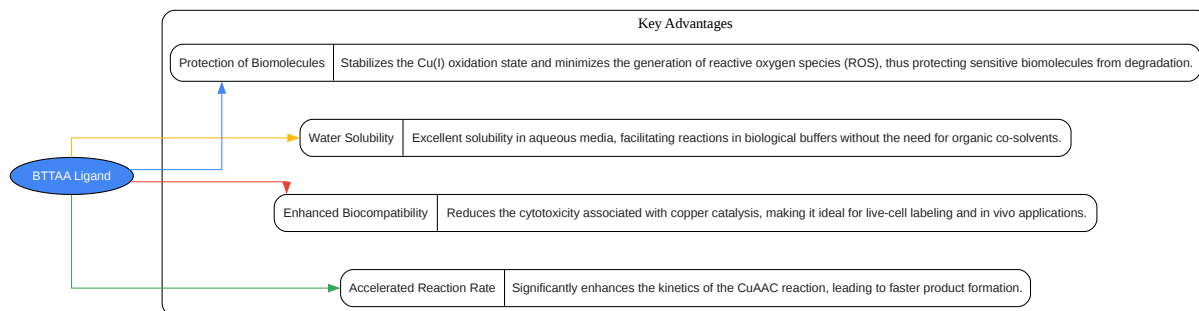 Key Advantages
Protection of Biomolecules
Stabilizes the Cu(I) oxidation state and minimizes the generation of reactive oxygen species (ROS), thus protecting sensitive biomolecules from degradation.
Water Solubility
Excellent solubility in aqueous media, facilitating reactions in biological buffers without the need for organic co-solvents.
BTTAA Ligand
Enhanced Biocompatibility
Reduces the cytotoxicity associated with copper catalysis, making it ideal for live-cell labeling and in vivo applications.
Accelerated Reaction Rate
Significantly enhances the kinetics of the CuAAC reaction, leading to faster product formation.